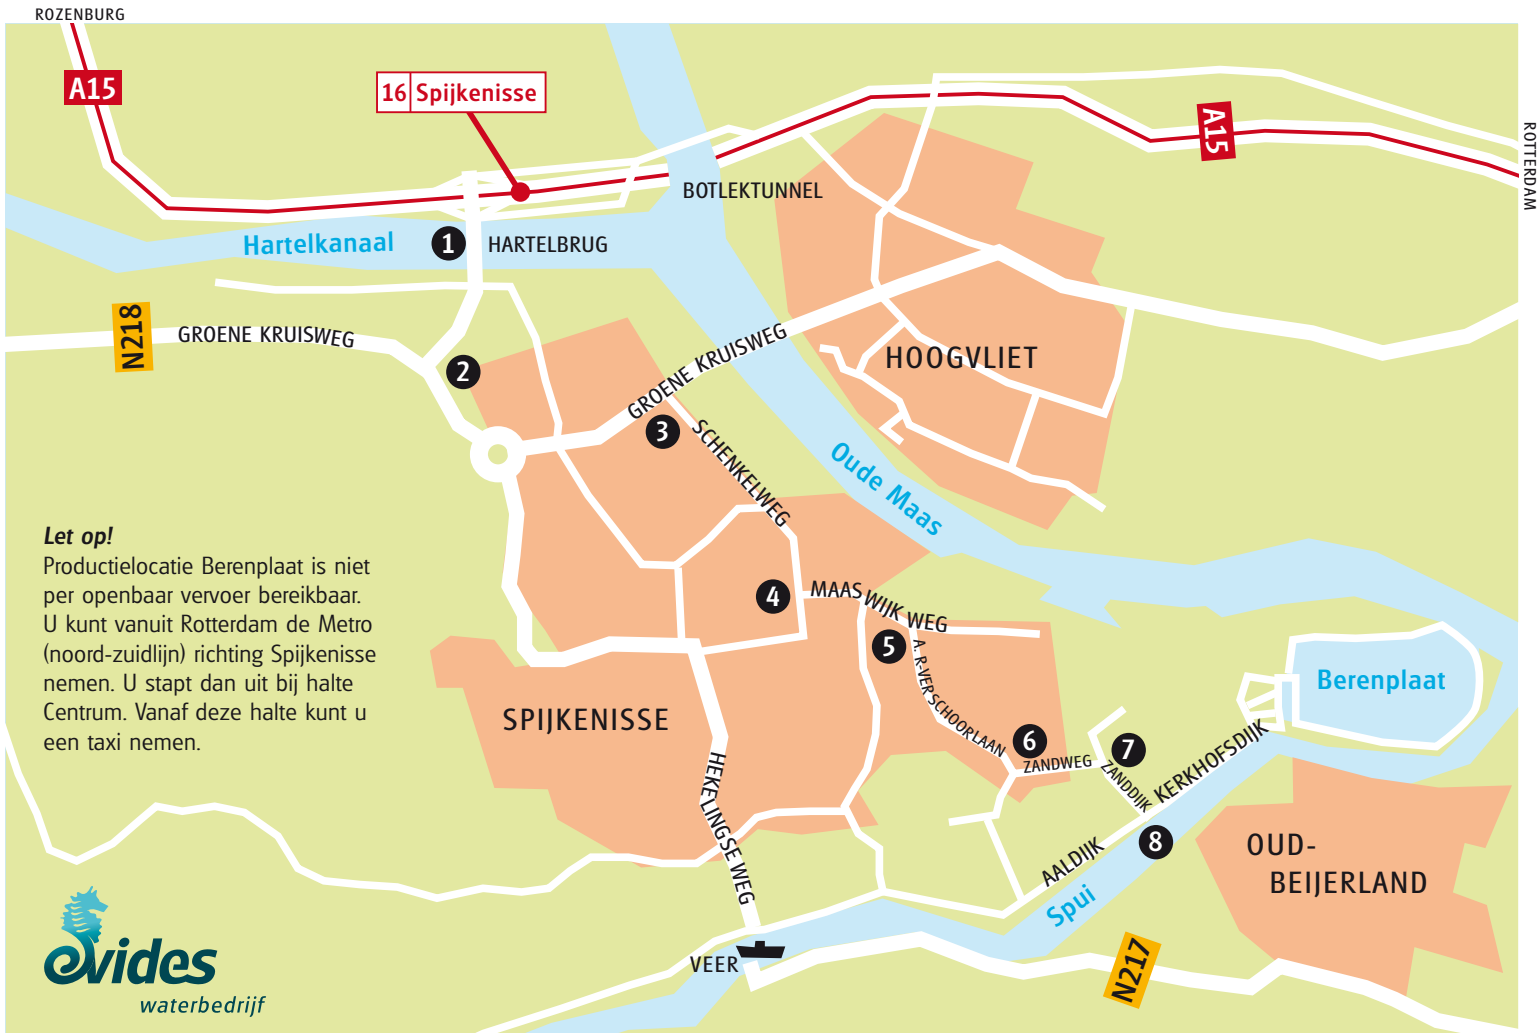 ROZENBURG
A15
16 Spijkenisse
A15
ROTTERDAM
BOTLEKTUNNEL
Hartelkanaal
1 HARTELBRUG
N218
GROENE KRUISWEG
2
GROENE KRUISWEG
HOOGVLIET
3
SCHENKELWEG
Oude Maas
Let op!
Productielocatie Berenplaat is niet
per openbaar vervoer bereikbaar.
U kunt vanuit Rotterdam de Metro
(noord-zuidlijn) richting Spijkenisse
nemen. U stapt dan uit bij halte
Centrum. Vanaf deze halte kunt u
een taxi nemen.
4
MAASWIJKWEG
5
A. R-VERSCHOORLAAN
Berenplaat
SPIJKENISSE
6
7
ZANDWEG
ZANDDIJK
KERKHOFSDIJK
HEKELINGSE WEG
8
AALDIJK
OUD-
BEIJERLAND
Spui
VEER
N217
evides
waterbedrijf